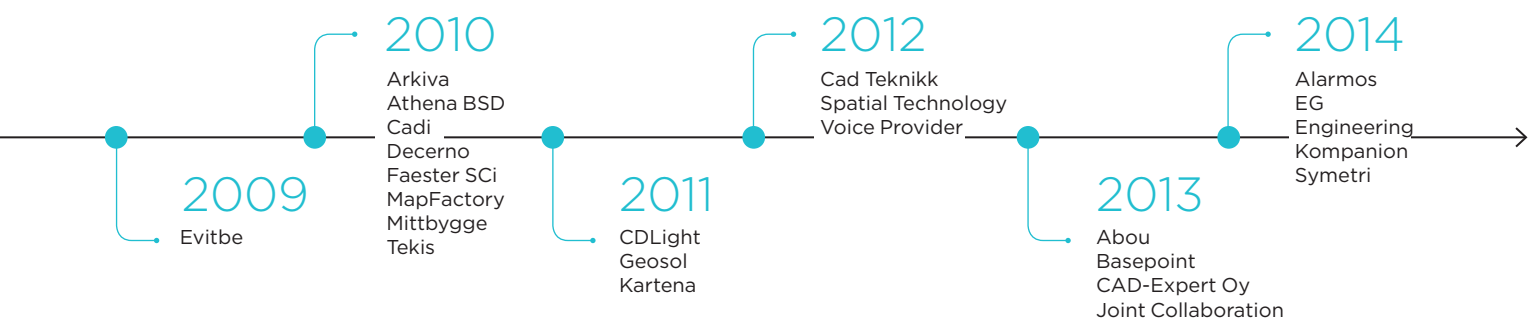 2009
Evitbe
2010
Arkiva
Athena BSD
Cadi
Decerno
Faester SCi
MapFactory
Mittbygge
Tekis
2011
CDLight
Geosol
Kartena
2012
Cad Teknikk
Spatial Technology
Voice Provider
2013
Abou
Basepoint
CAD-Expert Oy
Joint Collaboration
2014
Alarmos
EG
Engineering
Kompanion
Symetri